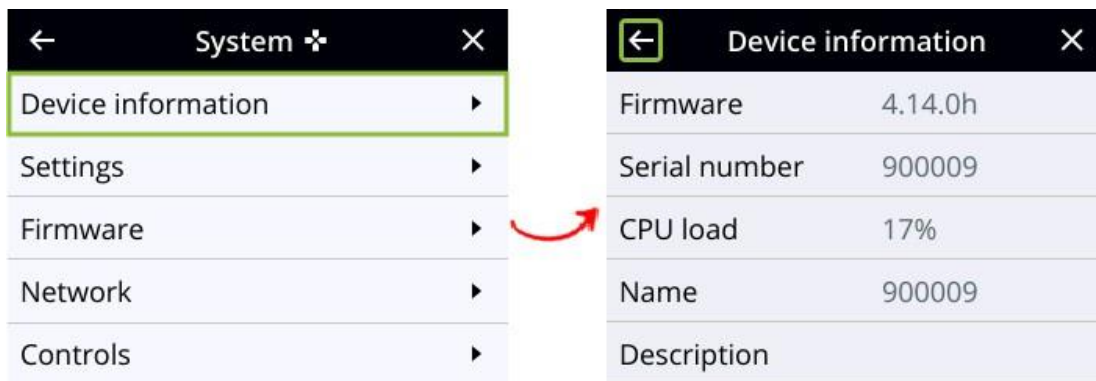 System
Device information
Settings
Firmware
Network
Controls
Device information
Firmware 4.14.0h
Serial number 900009
CPU load 17%
Name 900009
Description